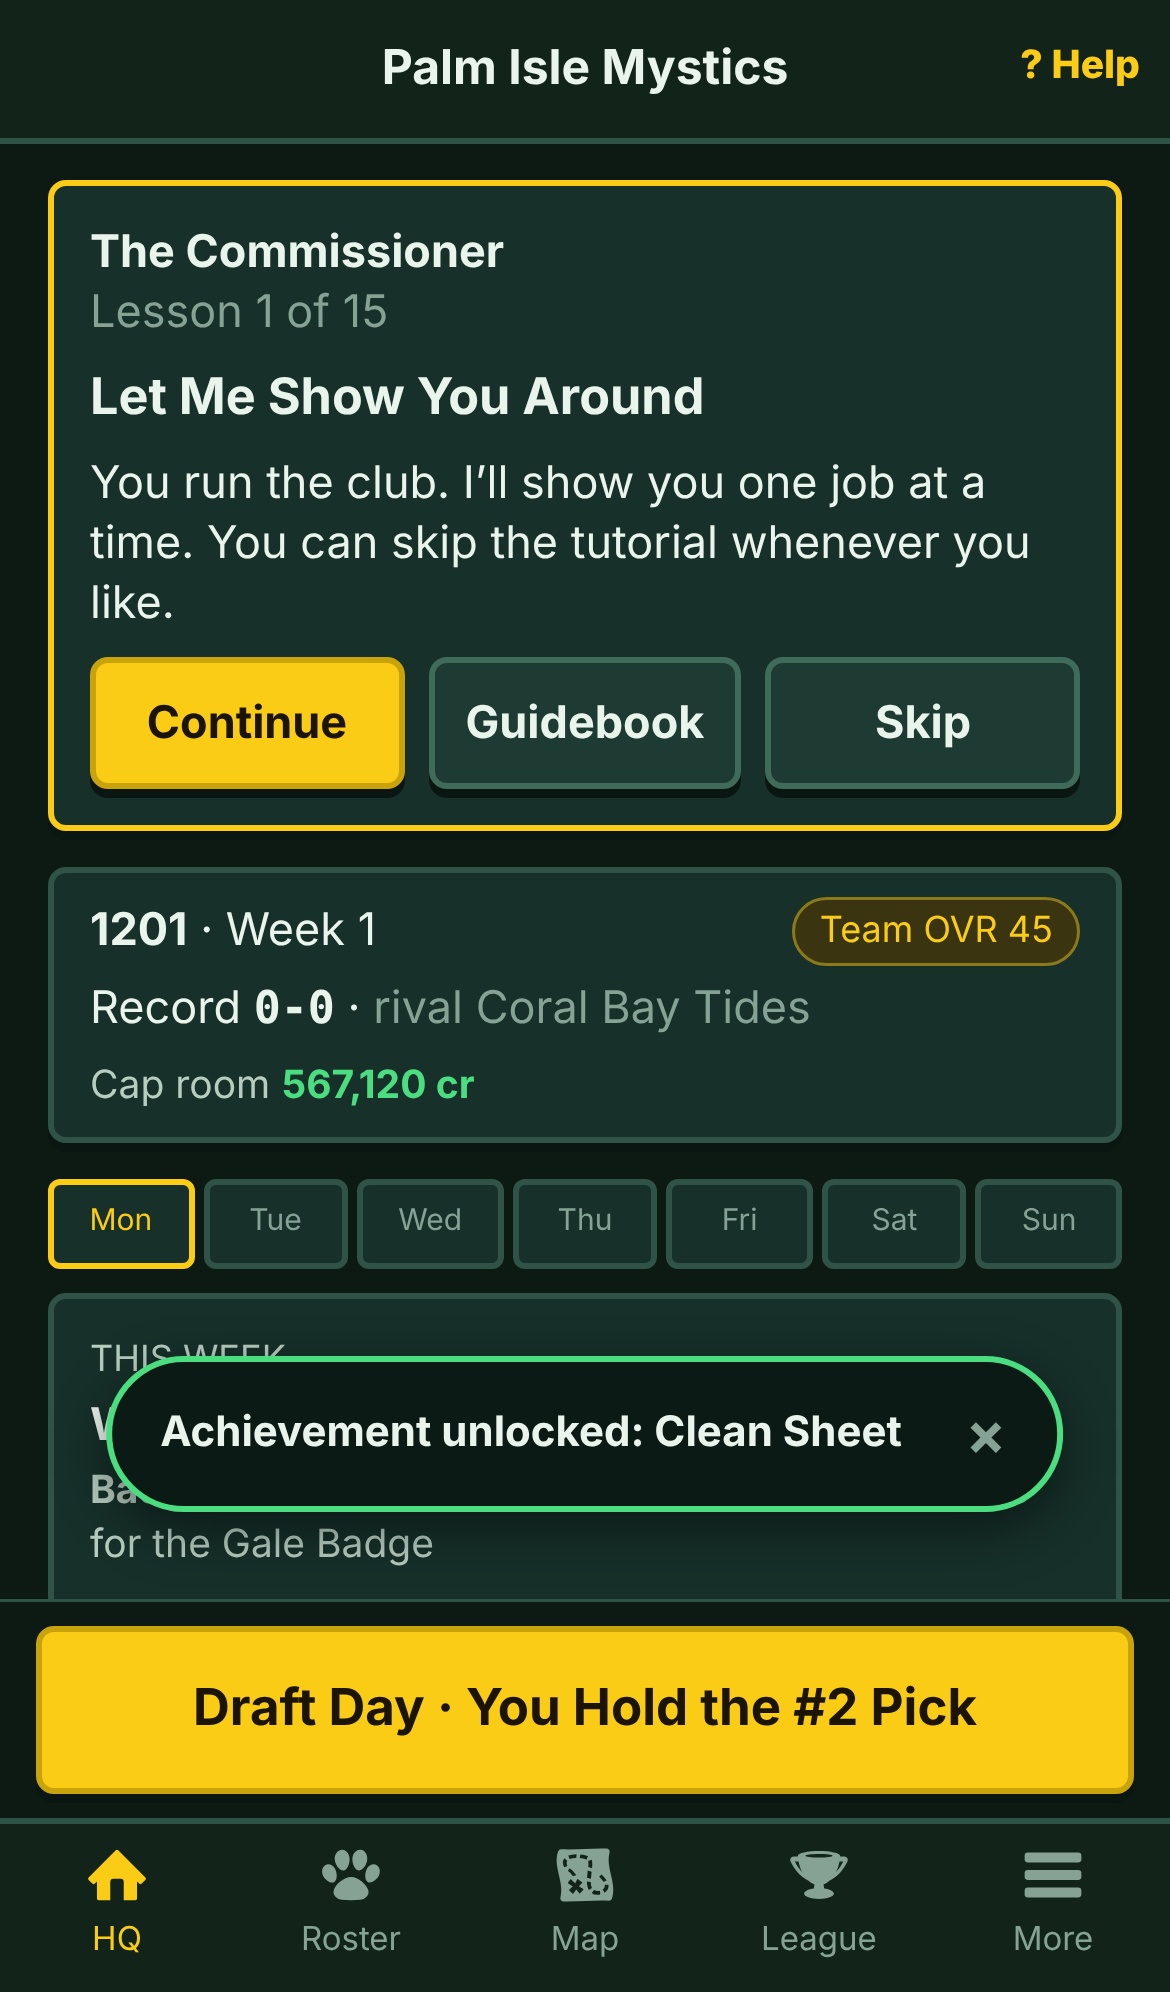 Palm Isle Mystics
? Help
The Commissioner
Lesson 1 of 15
Let Me Show You Around
You run the club. I’ll show you one job at a
time. You can skip the tutorial whenever you
like.
Continue
Guidebook
Skip
1201 · Week 1
Team OVR 45
Record 0-0 · rival Coral Bay Tides
Cap room 567,120 cr
Mon
Tue
Wed
Thu
Fri
Sat
Sun
THIS WEEK
Achievement unlocked: Clean Sheet ×
for the Gale Badge
Draft Day · You Hold the #2 Pick
HQ
Roster
Map
League
More